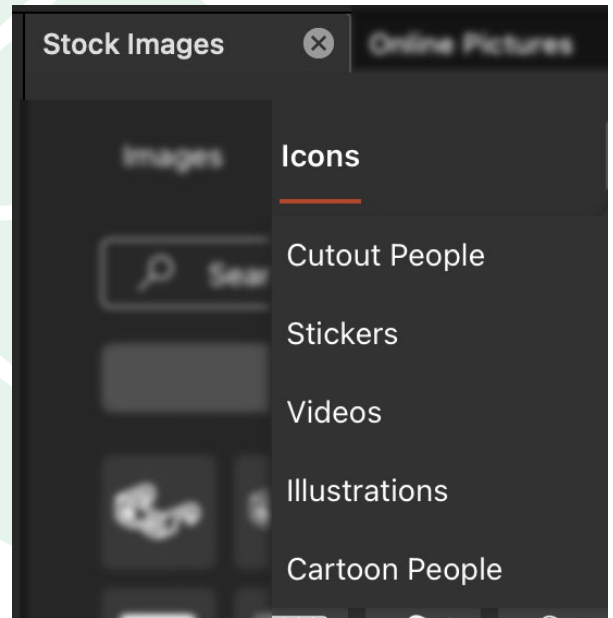 Stock Images
Online Pictures
Images
Icons
Cutout People
Stickers
Videos
Illustrations
Cartoon People